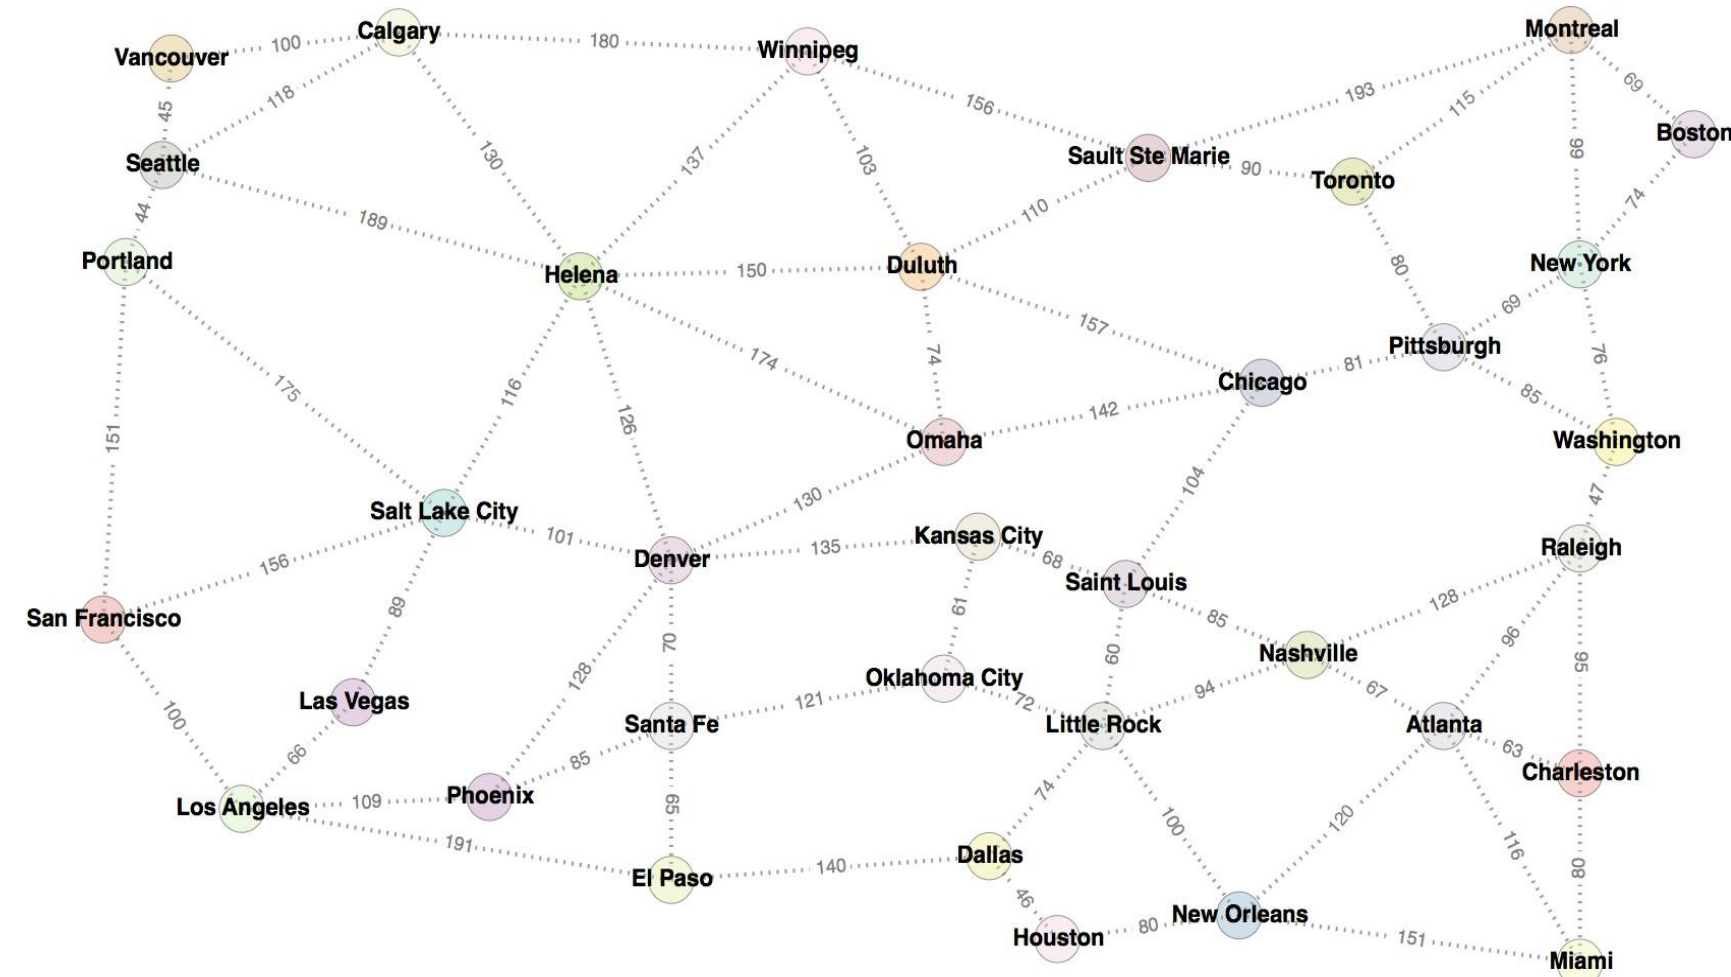 Vancouver
100
Calgary
180
Winnipeg
Montreal
45
118
130
137
103
156
193
115
69
66
Boston
Seattle
Sault Ste Marie
90
Toronto
44
189
110
74
Portland
Helena
150
Duluth
80
New York
69
175
174
157
76
74
81
Pittsburgh
116
Chicago
85
151
126
142
Omaha
Washington
104
130
47
Salt Lake City
101
Denver
135
Kansas City
68
Raleigh
156
Saint Louis
89
61
85
128
San Francisco
70
60
96
95
Nashville
128
Oklahoma City
94
67
100
Las Vegas
121
72
66
Santa Fe
Little Rock
Atlanta
85
63
Charleston
Los Angeles
109
Phoenix
65
74
191
100
120
116
80
140
Dallas
El Paso
46
New Orleans
Houston
80
151
Miami